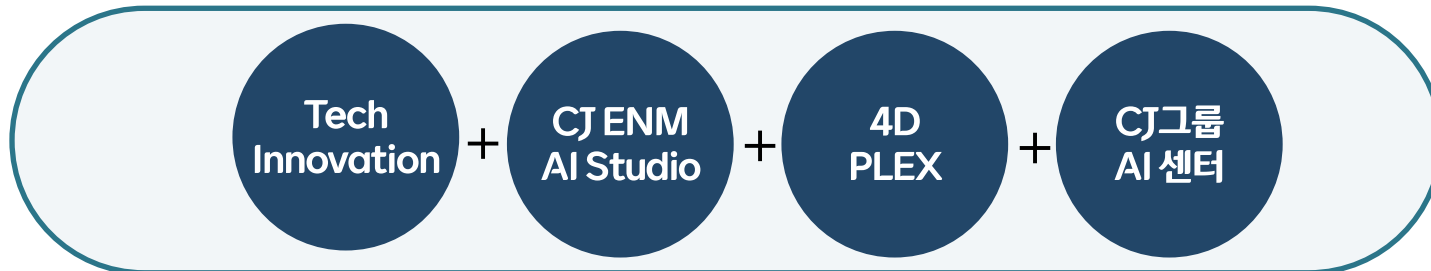 Tech
Innovation
+
CJ ENM
AI Studio
+
4D
PLEX
+
CJ그룹
AI 센터